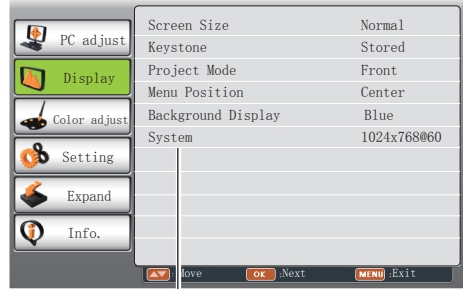 PC adjust
Display
Color adjust
Setting
Expand
Info.
Screen Size Normal
Keystone Stored
Project Mode Front
Menu Position Center
Background Display Blue
System 1024x768@60
:Move OK :Next MENU :Exit